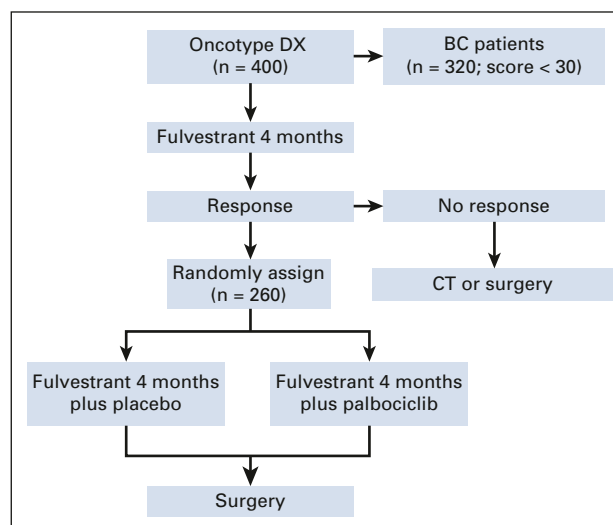 Oncotype DX
(n = 400)
BC patients
(n = 320; score < 30)
Fulvestrant 4 months
Response
No response
Randomly assign
(n = 260)
CT or surgery
Fulvestrant 4 months
plus placebo
Fulvestrant 4 months
plus palbociclib
Surgery